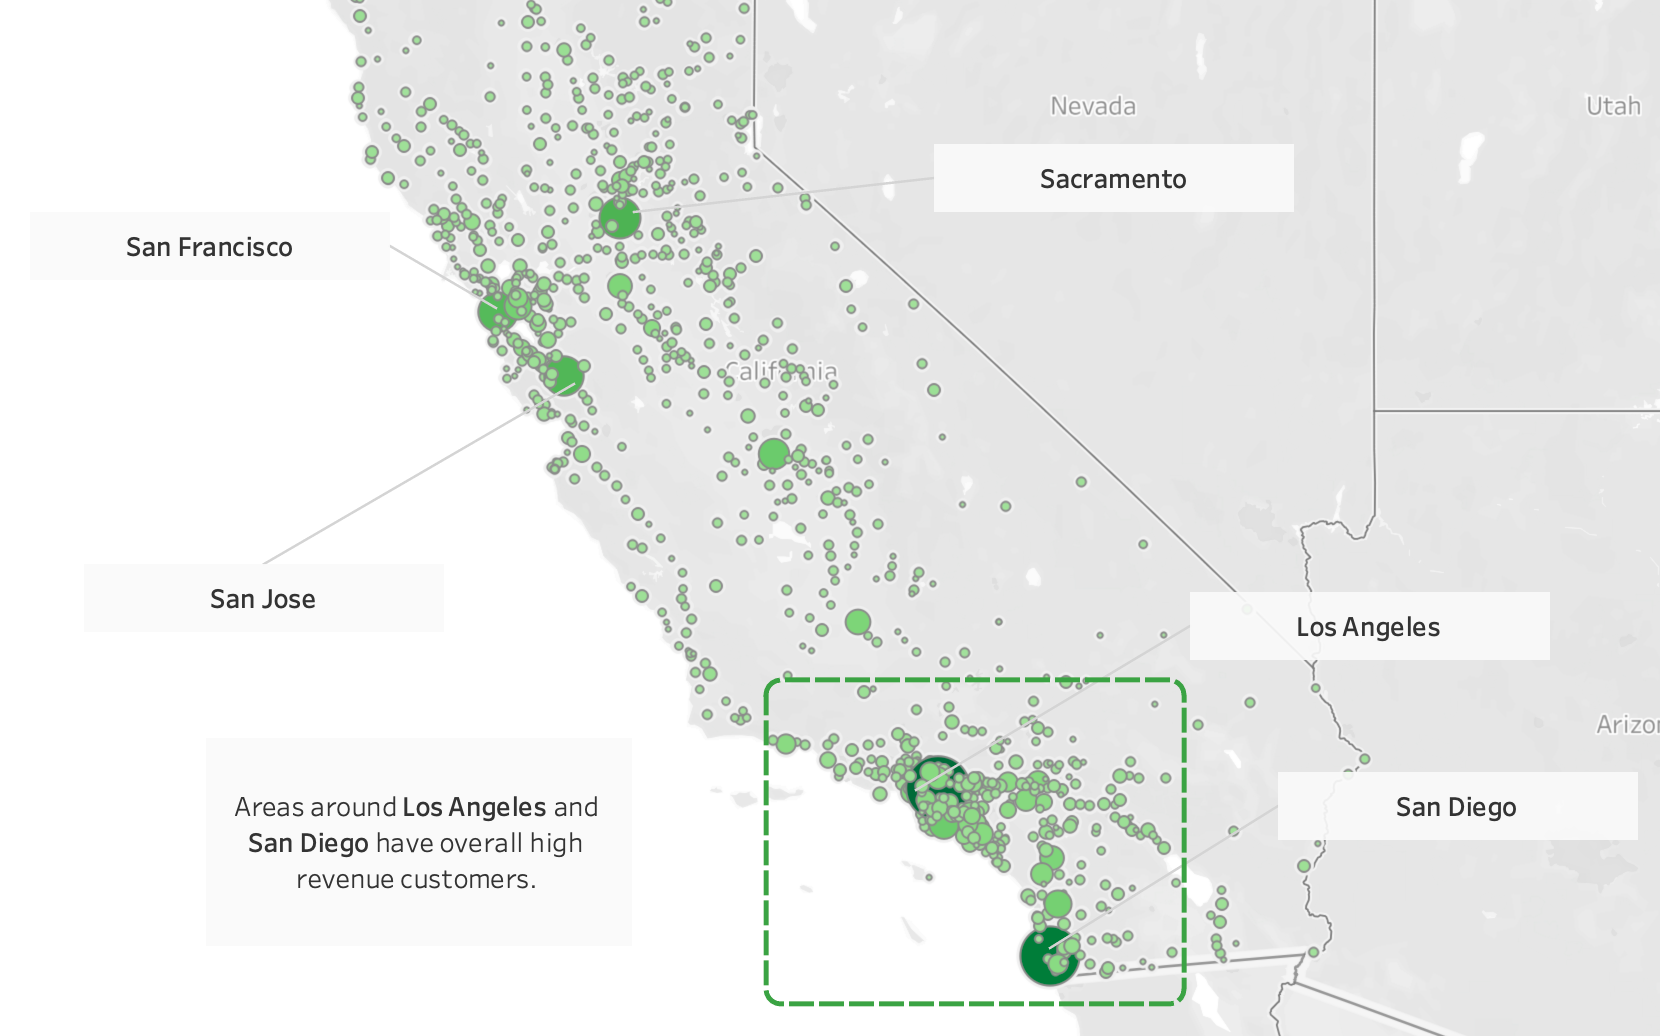 Nevada
Utah
Sacramento
San Francisco
California
San Jose
Los Angeles
Arizo
San Diego
Areas around Los Angeles and
San Diego have overall high
revenue customers.